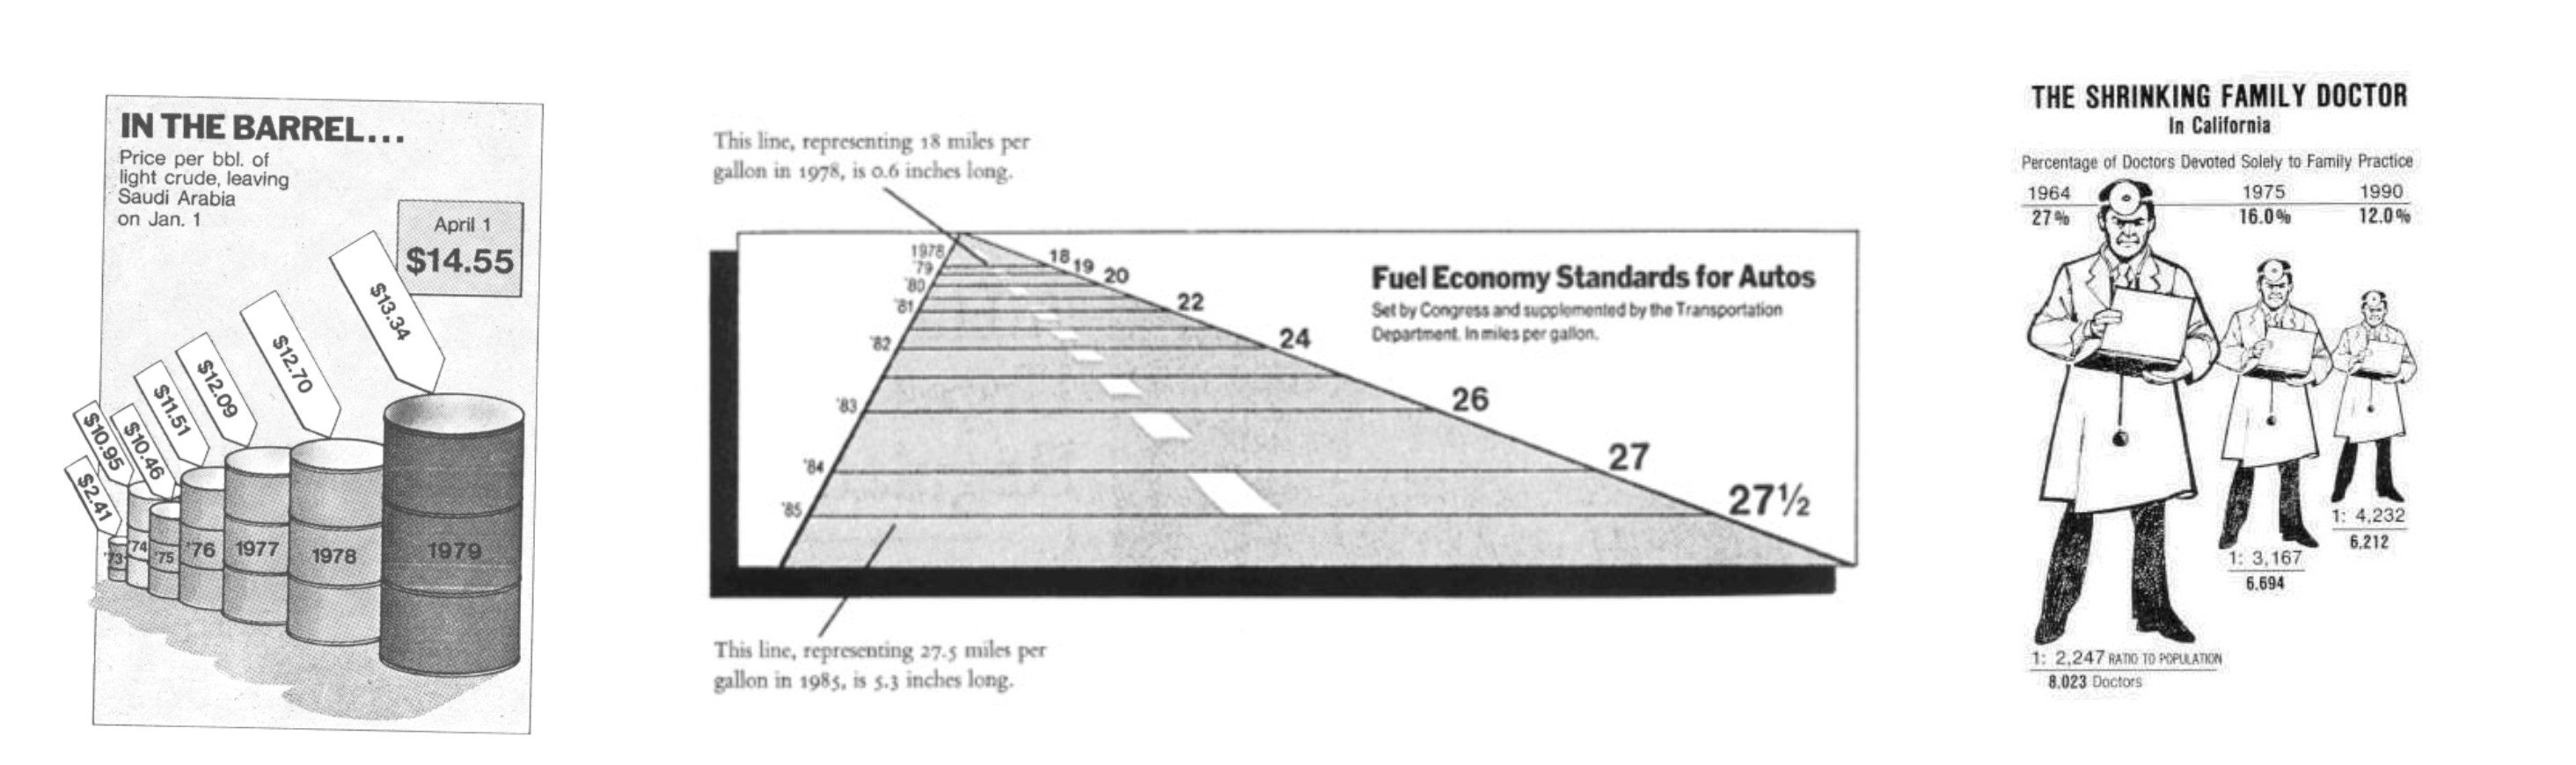 IN THE BARREL...
Price per bbl. of
light crude, leaving
Saudi Arabia
on Jan. 1
April 1
$14.55
$13.34
$12.70
$12.09
$11.51
$10.46
$10.95
$2.41
'73
'74
'75
'76
1977
1978
1979
This line, representing 18 miles per
gallon in 1978, is 0.6 inches long.
1978
'79
'80
'81
'82
'83
'84
'85
18
19
20
22
24
26
27
27½
Fuel Economy Standards for Autos
Set by Congress and supplemented by the Transportation
Department. In miles per gallon.
This line, representing 27.5 miles per
gallon in 1985, is 5.3 inches long.
THE SHRINKING FAMILY DOCTOR
In California
Percentage of Doctors Devoted Solely to Family Practice
1964 1975 1990
27% 16.0% 12.0%
1: 4,232
6,212
1: 3,167
6,694
1: 2,247 RATIO TO POPULATION
8,023 Doctors